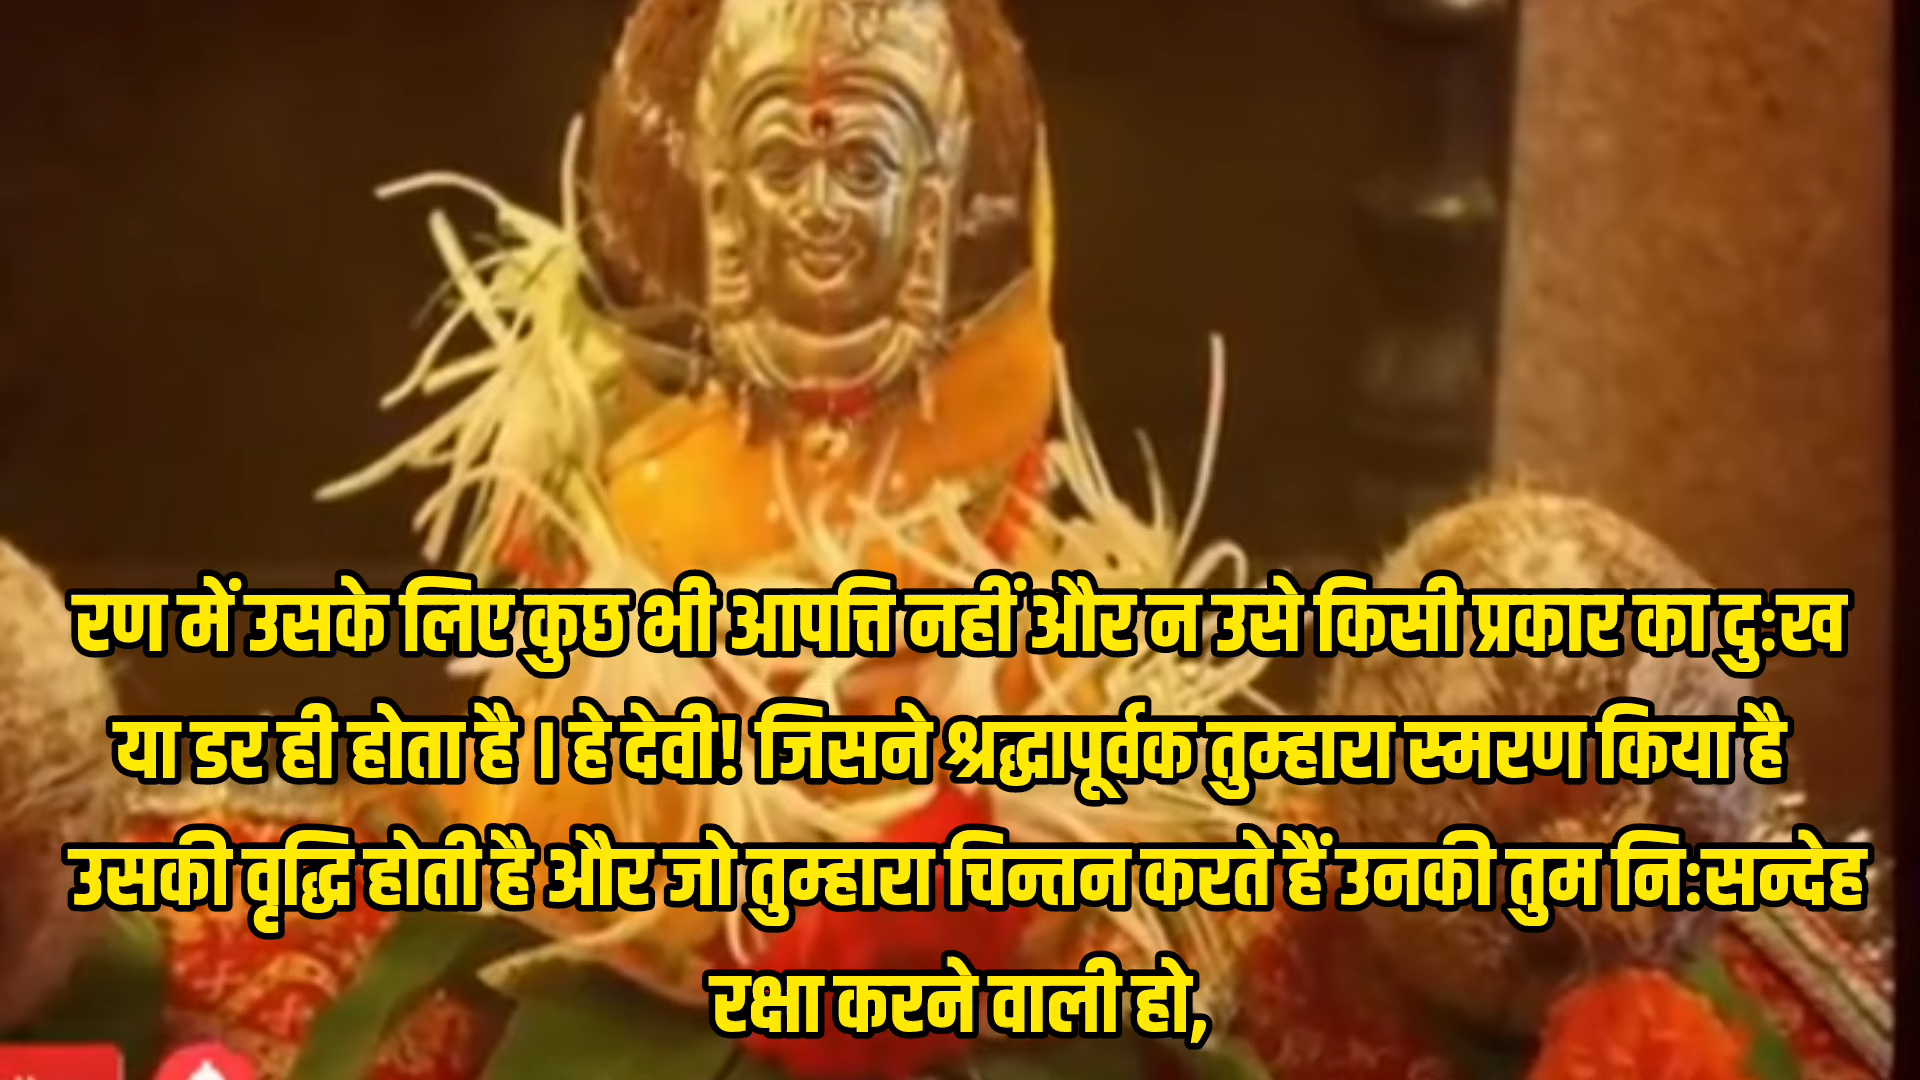 रण में उसके लिए कुछ भी आपत्ति नहीं और न उसे किसी प्रकार का दुःख
या डर ही होता है । हे देवी! जिसने श्रद्धापूर्वक तुम्हारा स्मरण किया है
उसकी वृद्धि होती है और जो तुम्हारा चिन्तन करते हैं उनकी तुम निःसन्देह
रक्षा करने वाली हो,